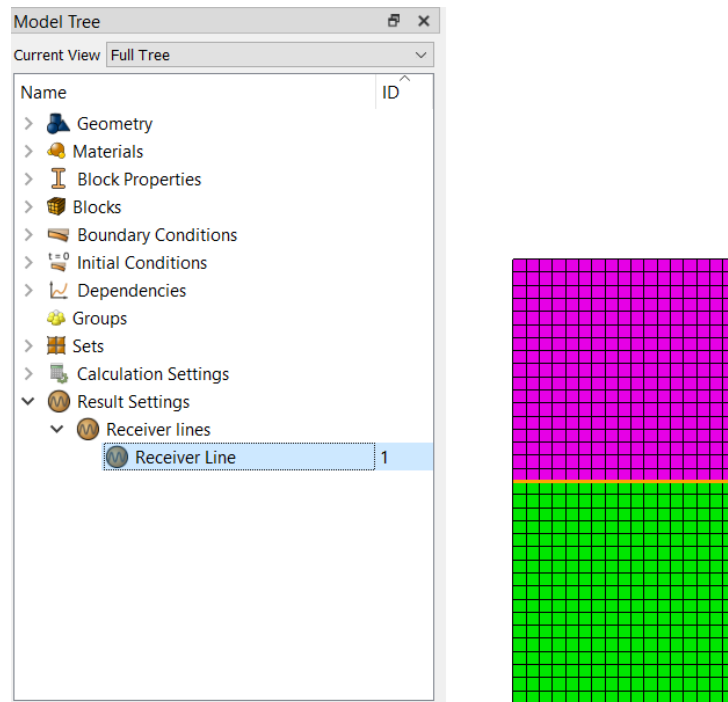 Model Tree
Current View Full Tree
Name ID
Geometry
Materials
Block Properties
Blocks
Boundary Conditions
t=0 Initial Conditions
Dependencies
Groups
Sets
Calculation Settings
Result Settings
Receiver lines
Receiver Line 1